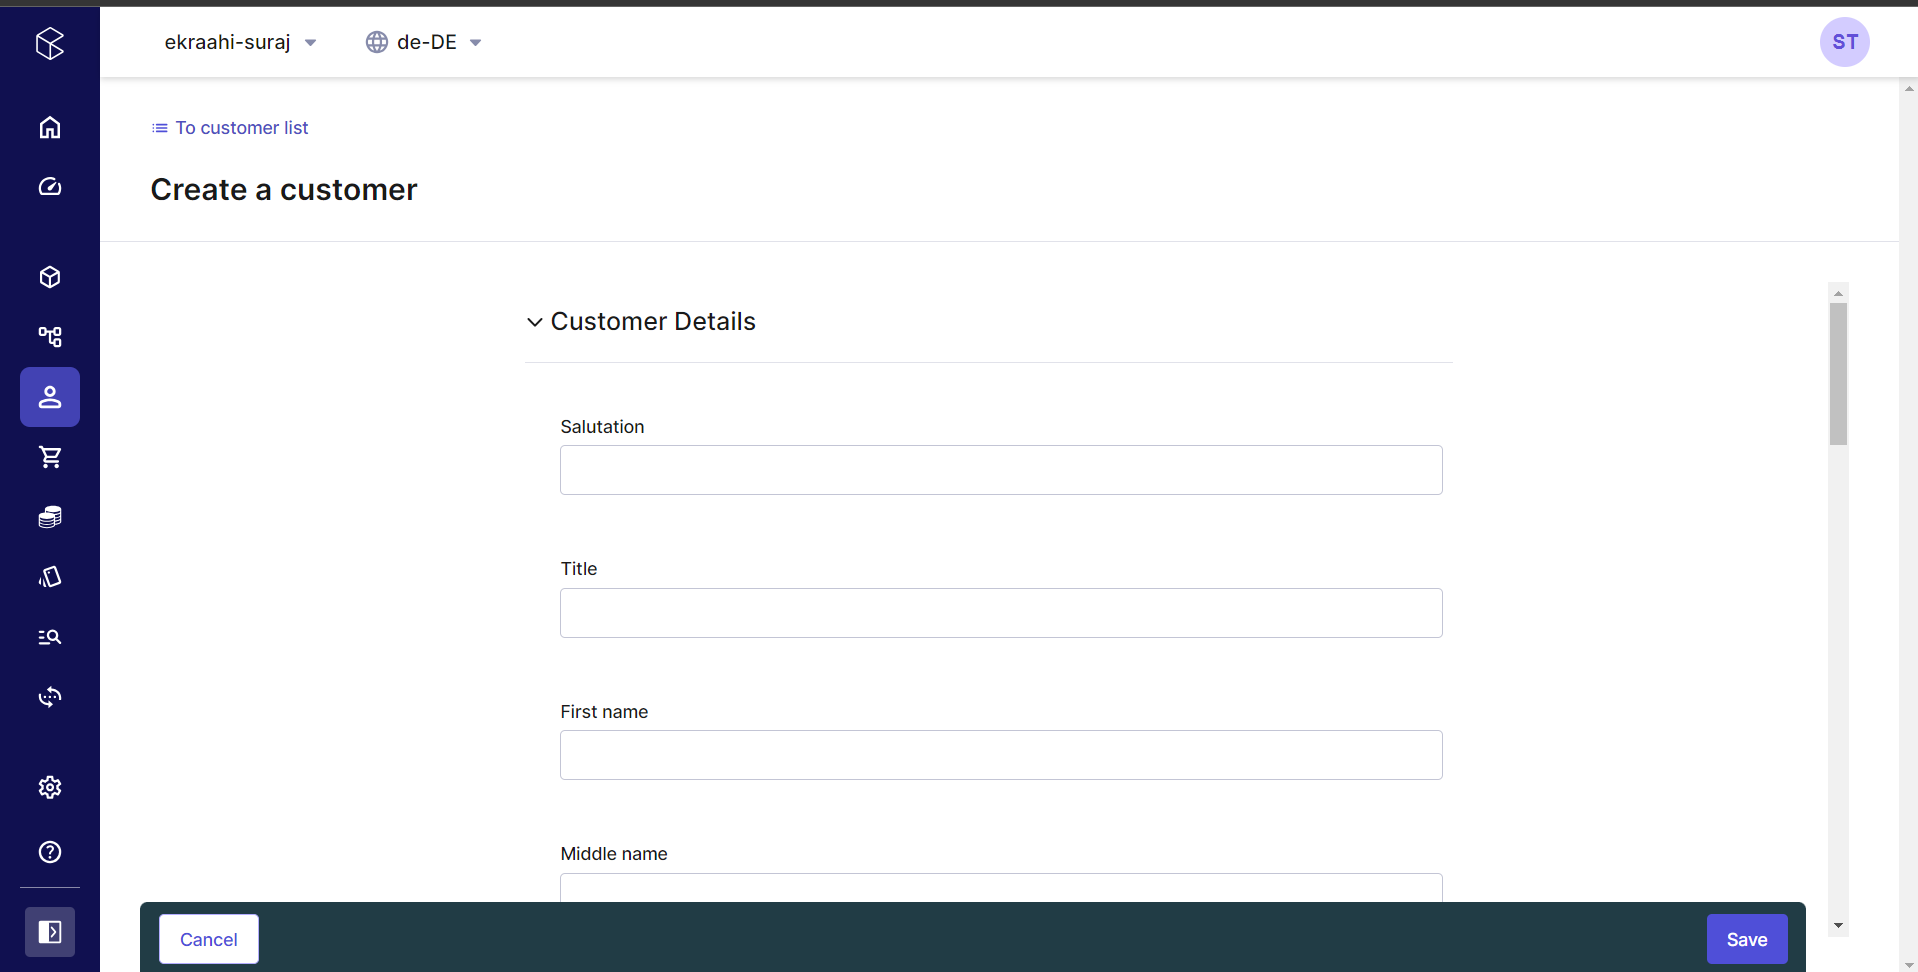 ekraahi-suraj
de-DE
ST
To customer list
Create a customer
Customer Details
Salutation
Title
First name
Middle name
Cancel
Save